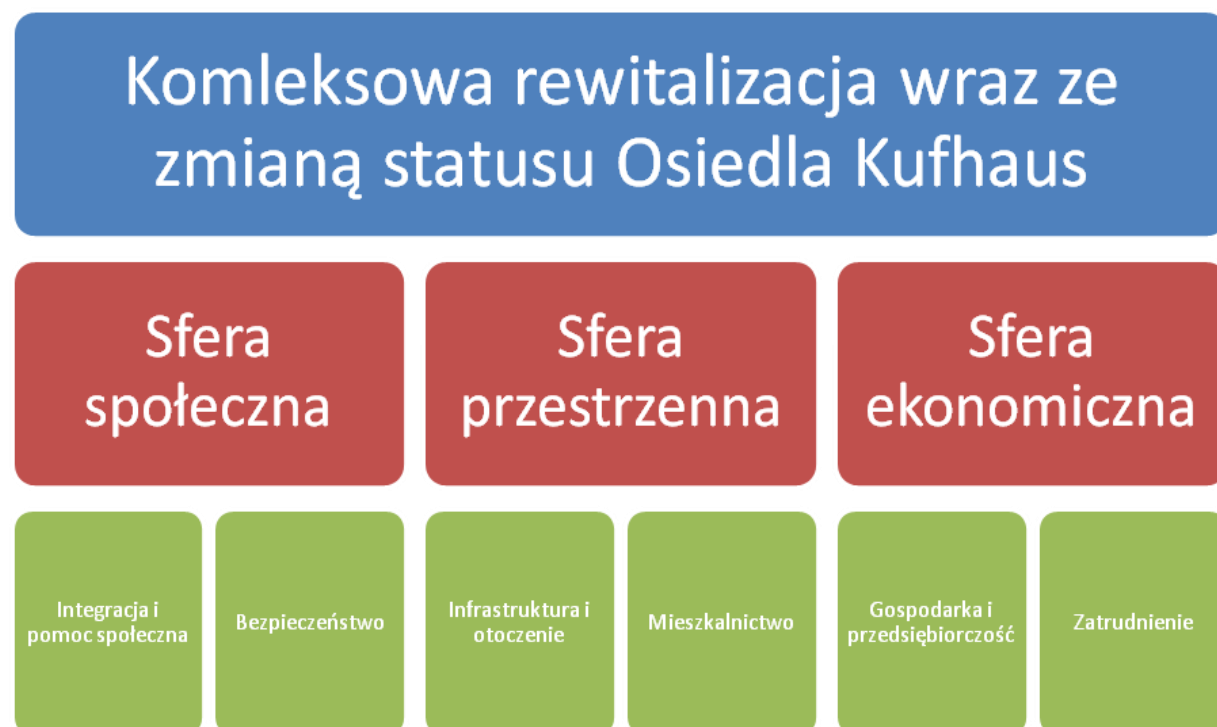 Komleksowa rewitalizacja wraz ze
zmianą statusu Osiedla Kufhaus
Sfera
społeczna
Sfera
przestrzenna
Sfera
ekonomiczna
Integracja i
pomoc społeczna
Bezpieczeństwo
Infrastruktura i
otoczenie
Mieszkalnictwo
Gospodarka i
przedsiębiorczość
Zatrudnienie